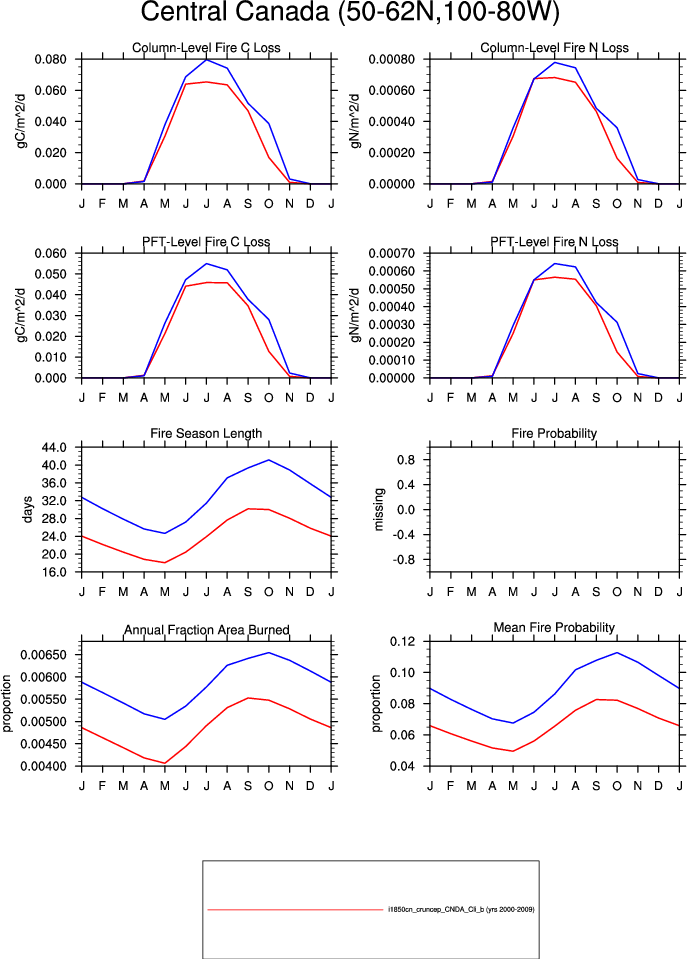 Central Canada (50-62N,100-80W)
Column-Level Fire C Loss
gC/m^2/d
0.080
0.060
0.040
0.020
0.000
J F M A M J J A S O N D J
Column-Level Fire N Loss
gN/m^2/d
0.00080
0.00060
0.00040
0.00020
0.00000
J F M A M J J A S O N D J
PFT-Level Fire C Loss
gC/m^2/d
0.060
0.050
0.040
0.030
0.020
0.010
0.000
J F M A M J J A S O N D J
PFT-Level Fire N Loss
gN/m^2/d
0.00070
0.00060
0.00050
0.00040
0.00030
0.00020
0.00010
0.00000
J F M A M J J A S O N D J
Fire Season Length
days
44.0
40.0
36.0
32.0
28.0
24.0
20.0
16.0
J F M A M J J A S O N D J
Fire Probability
missing
0.8
0.4
0.0
-0.4
-0.8
J F M A M J J A S O N D J
Annual Fraction Area Burned
proportion
0.00650
0.00600
0.00550
0.00500
0.00450
0.00400
J F M A M J J A S O N D J
Mean Fire Probability
proportion
0.12
0.10
0.08
0.06
0.04
J F M A M J J A S O N D J
i1850cn_cruncep_CNDA_Cli_b (yrs 2000-2009)